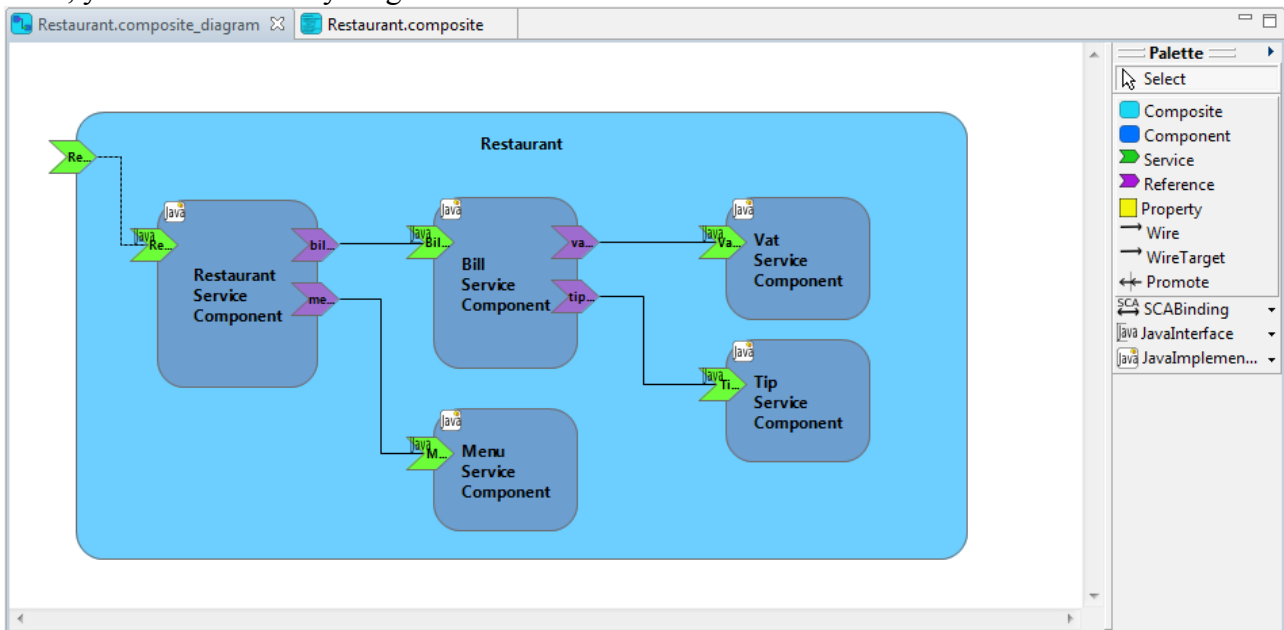 Restaurant.composite_diagram
Restaurant.composite
Palette
Select
Composite
Component
Service
Reference
Property
Wire
WireTarget
Promote
SCA SCABinding
Java JavaInterface
Java JavaImplemen...
Restaurant
Re...
Java
Java
Re...
bil...
me...
Restaurant
Service
Component
Java
Java
Bil...
va...
tip...
Bill
Service
Component
Java
Java
Va...
Vat
Service
Component
Java
Java
Ti...
Tip
Service
Component
Java
Java
M...
Menu
Service
Component